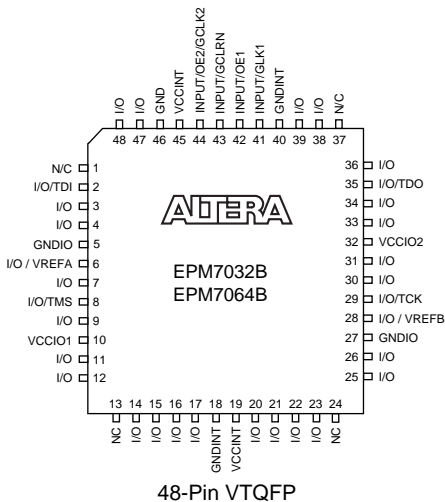 I/O
I/O
GND
VCCINT
INPUT/OE2/GCLK2
INPUT/GCLRN
INPUT/OE1
INPUT/GLK1
GNDINT
I/O
I/O
N/C
48 47 46 45 44 43 42 41 40 39 38 37
N/C 1
I/O/TDI 2
I/O 3
I/O 4
GNDIO 5
I/O / VREFA 6
I/O 7
I/O/TMS 8
I/O 9
VCCIO1 10
I/O 11
I/O 12
ALTERA
EPM7032B
EPM7064B
36 I/O
35 I/O/TDO
34 I/O
33 I/O
32 VCCIO2
31 I/O
30 I/O
29 I/O/TCK
28 I/O / VREFB
27 GNDIO
26 I/O
25 I/O
13 14 15 16 17 18 19 20 21 22 23 24
NC
I/O
I/O
I/O
I/O
GNDINT
VCCINT
I/O
I/O
I/O
I/O
NC
48-Pin VTQFP